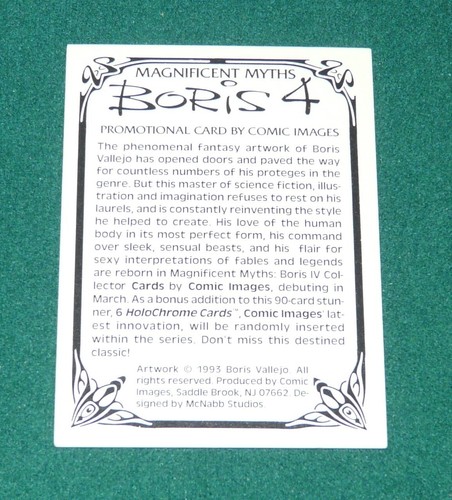 MAGNIFICENT MYTHS
BORIS 4
PROMOTIONAL CARD BY COMIC IMAGES
The phenomenal fantasy artwork of Boris
Vallejo has opened doors and paved the way
for countless numbers of his proteges in the
genre. But this master of science fiction, illus-
tration and imagination refuses to rest on his
laurels, and is constantly reinventing the style
he helped to create. His love of the human
body in its most perfect form, his command
over sleek, sensual beasts, and his flair for
sexy interpretations of fables and legends
are reborn in Magnificent Myths: Boris IV Col-
lector Cards by Comic Images, debuting in
March. As a bonus addition to this 90-card stun-
ner, 6 HoloChrome Cards™, Comic Images' lat-
est innovation, will be randomly inserted
within the series. Don't miss this destined
classic!
Artwork © 1993 Boris Vallejo. All
rights reserved. Produced by Comic
Images, Saddle Brook, NJ 07662. De-
signed by McNabb Studios.